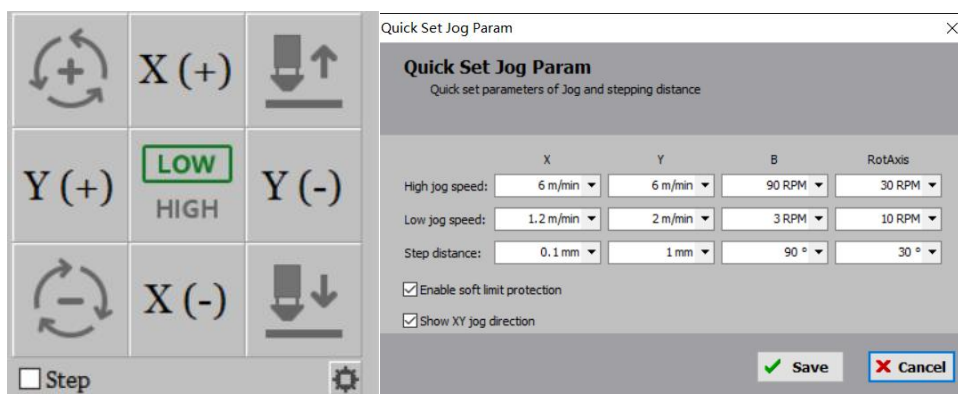 X (+)
Y (+)
LOW
HIGH
Y (-)
X (-)
Step
Quick Set Jog Param
Quick Set Jog Param
Quick set parameters of Jog and stepping distance
X Y B RotAxis
High jog speed: 6 m/min 6 m/min 90 RPM 30 RPM
Low jog speed: 1.2 m/min 2 m/min 3 RPM 10 RPM
Step distance: 0.1 mm 1 mm 90 ° 30 °
Enable soft limit protection
Show XY jog direction
Save Cancel